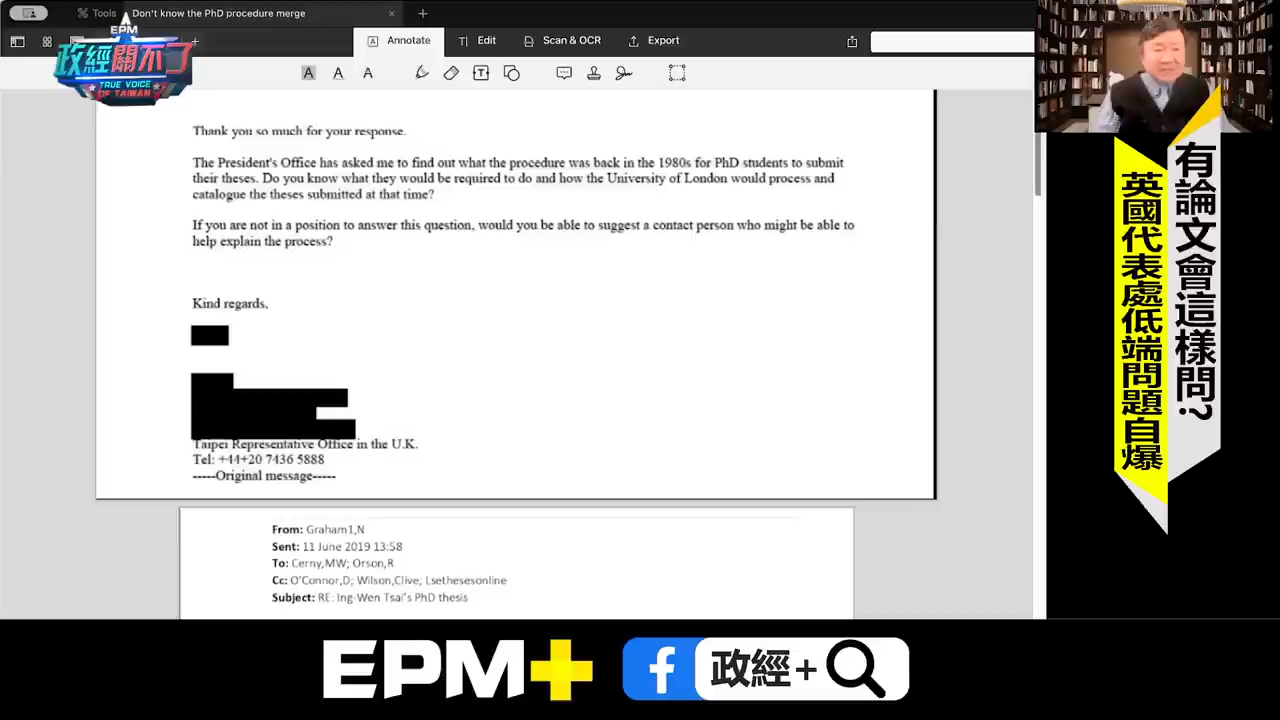 Tools
Don't know the PhD procedure merge
Annotate
Edit
Scan & OCR
Export
EPM
政經關不了
TRUE VOICE
OF TAIWAN
A A A
T
Thank you so much for your response.
The President's Office has asked me to find out what the procedure was back in the 1980s for PhD students to submit
their theses. Do you know what they would be required to do and how the University of London would process and
catalogue the theses submitted at that time?
If you are not in a position to answer this question, would you be able to suggest a contact person who might be able to
help explain the process?
Kind regards,
Taipei Representative Office in the U.K.
Tel: +44+20 7436 5888
-----Original message-----
From: Graham1,N
Sent: 11 June 2019 13:58
To: Cerny,MW; Orson,R
Cc: O'Connor,D; Wilson,Clive; Lsethesesonline
Subject: RE: Ing-Wen Tsai's PhD thesis
有論文會這樣問?
英國代表處低端問題自爆
EPM+
f 政經+